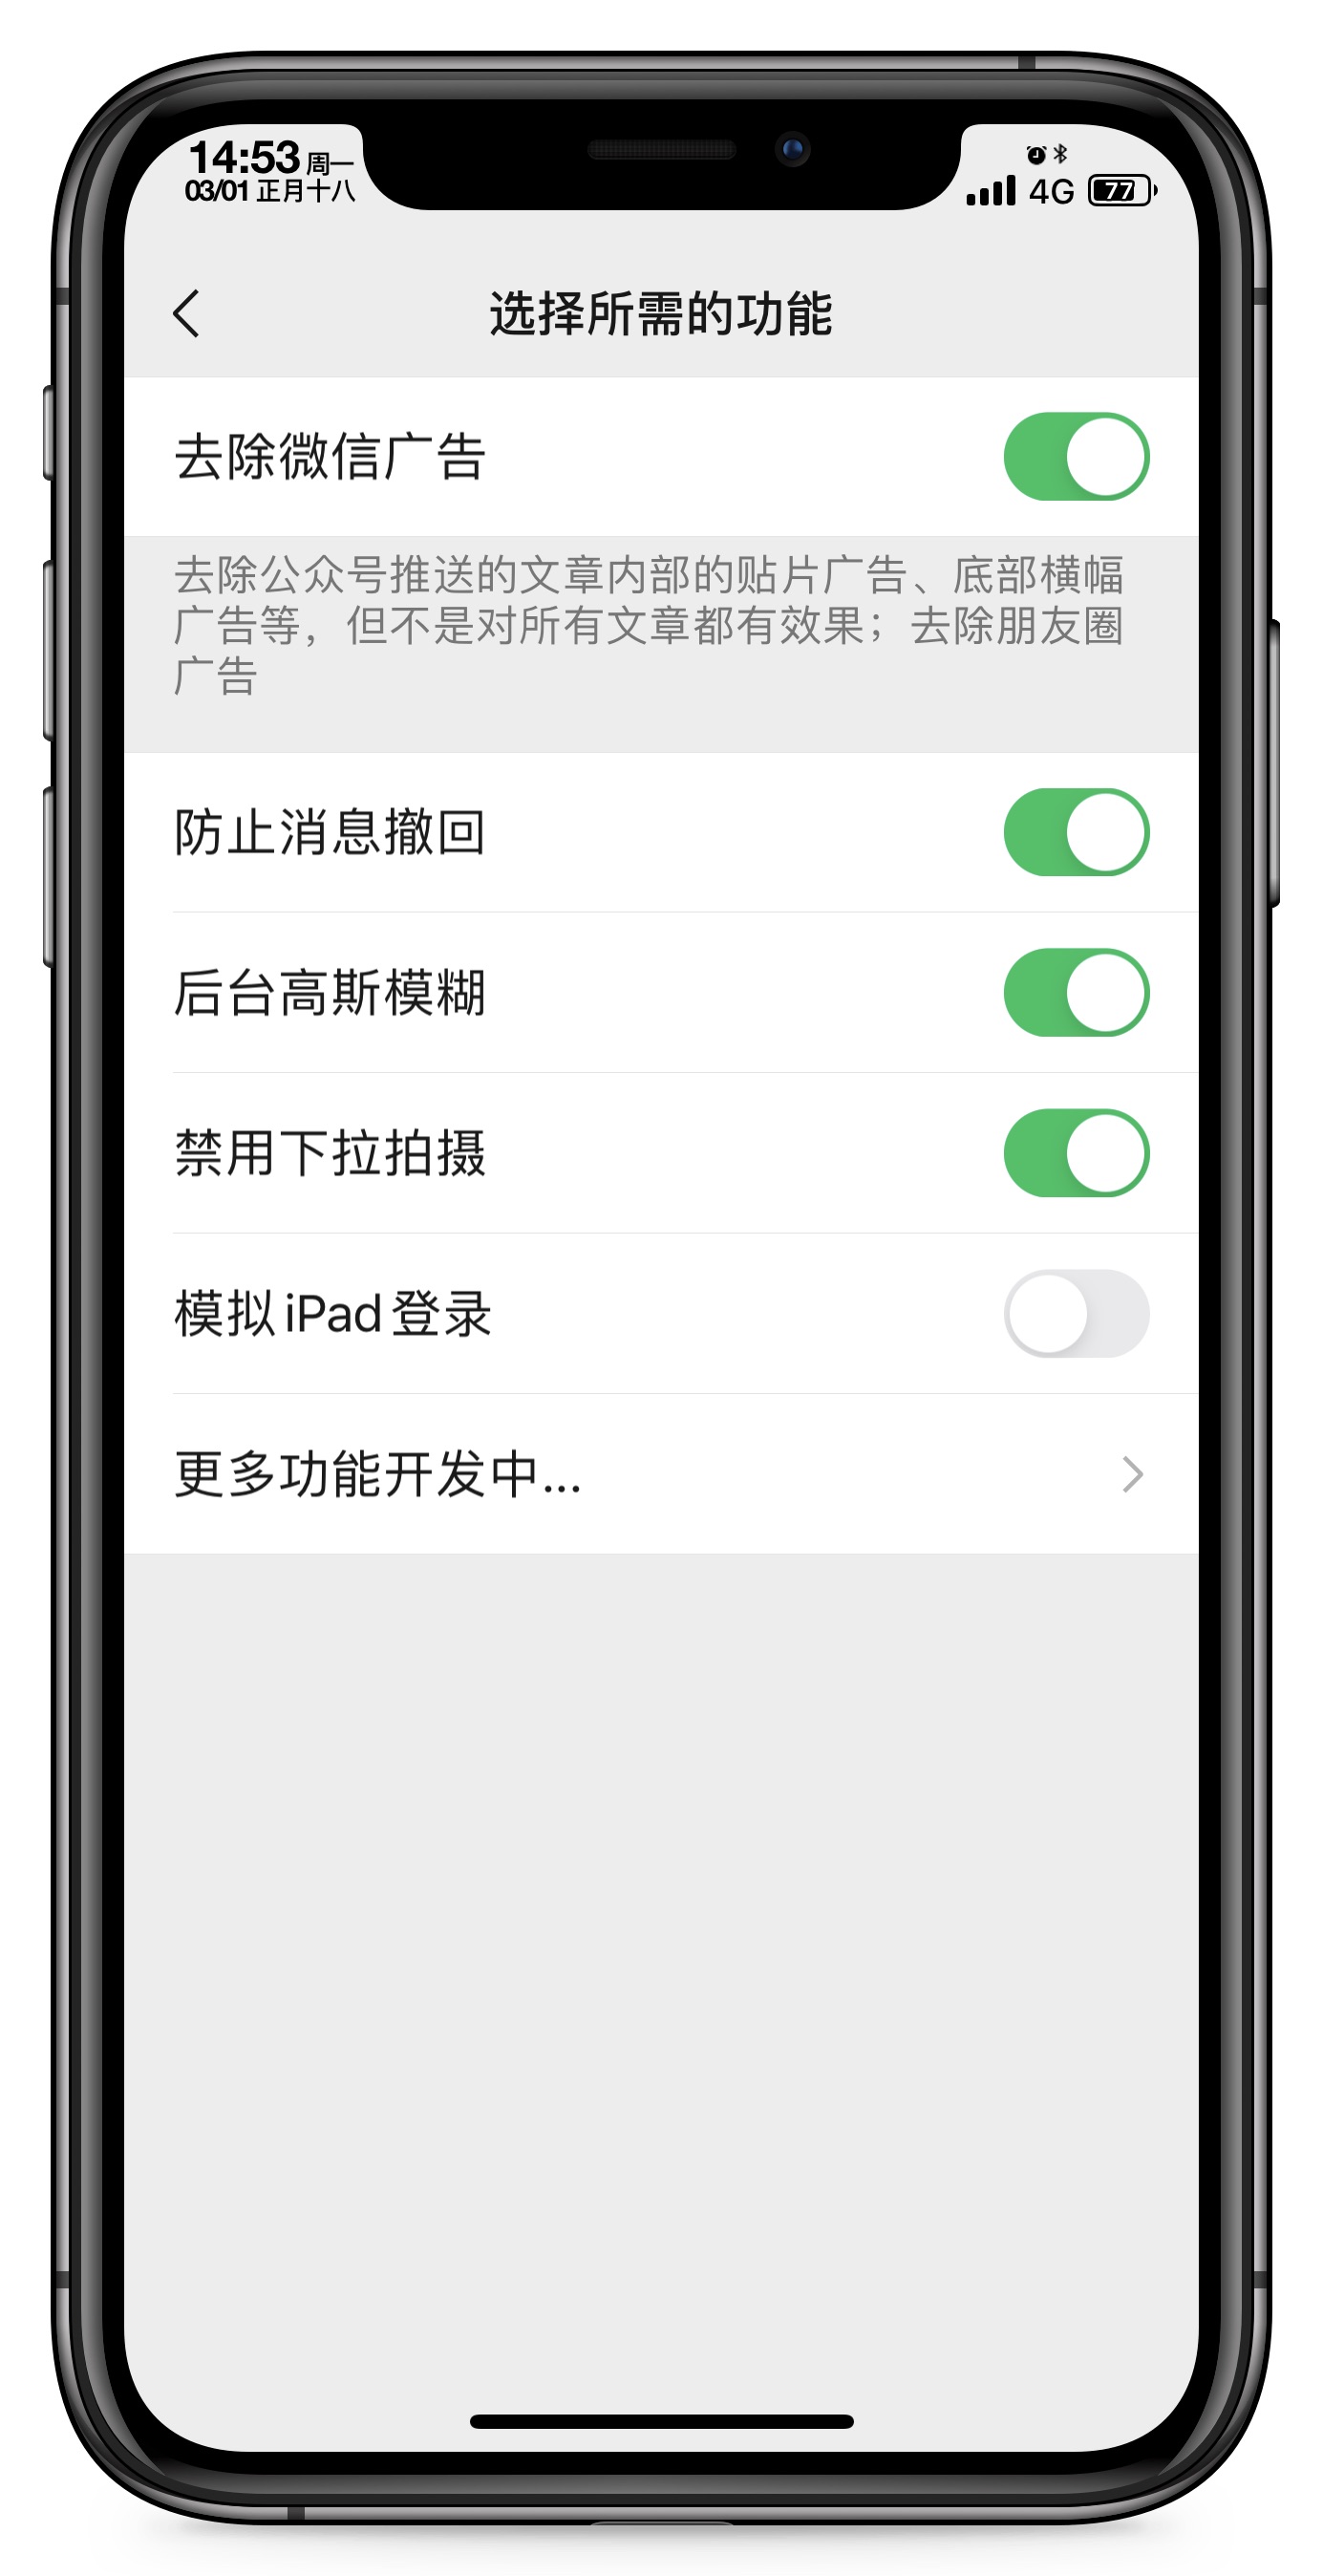 14:53 周一
03/01 正月十八
4G 77
选择所需的功能
去除微信广告
去除公众号推送的文章内部的贴片广告、底部横幅
广告等，但不是对所有文章都有效果；去除朋友圈
广告
防止消息撤回
后台高斯模糊
禁用下拉拍摄
模拟 iPad 登录
更多功能开发中...